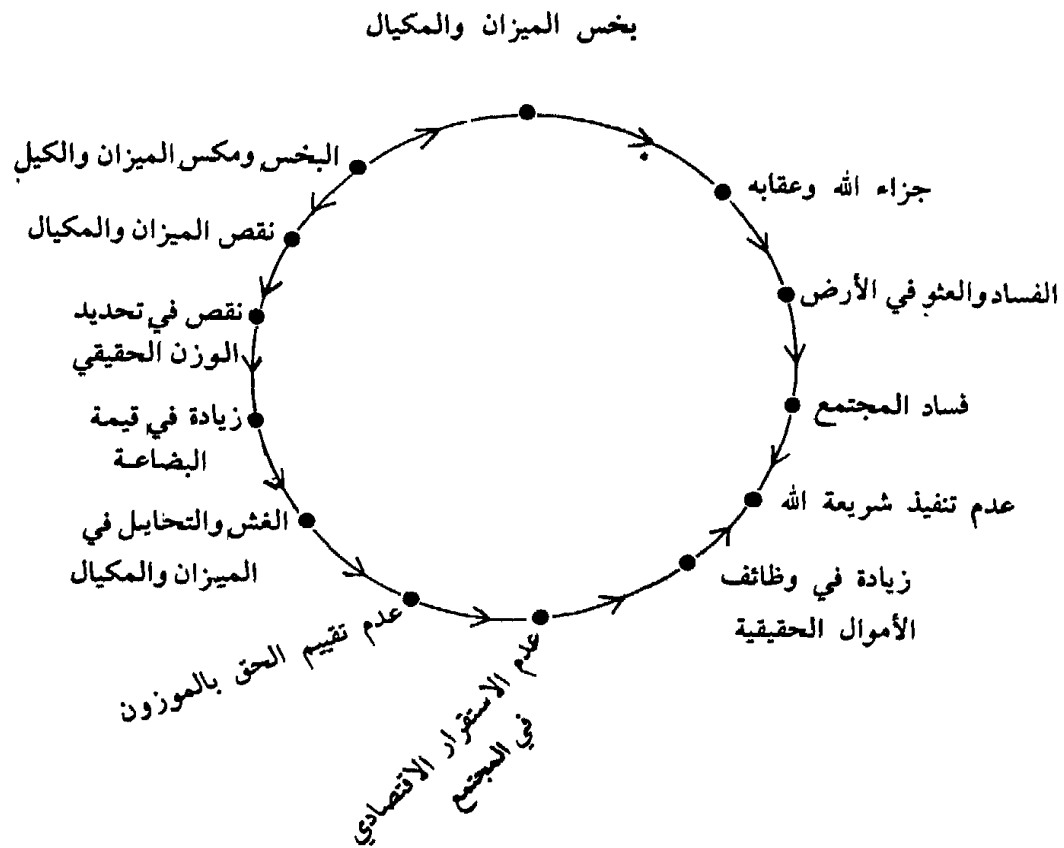 بخس الميزان والمكيال
جزاء الله وعقابه
الفساد والعثو في الأرض
فساد المجتمع
عدم تنفيذ شريعة الله
زيادة في وظائف
الأموال الحقيقية
عدم الاستقرار الاقتصادي
في المجتمع
عدم تقييم الحق بالموزون
الغش والتحايل في
الميزان والمكيال
زيادة في قيمة
البضاعة
نقص في تحديد
الوزن الحقيقي
نقص الميزان والمكيال
البخس ومكس الميزان والكيل